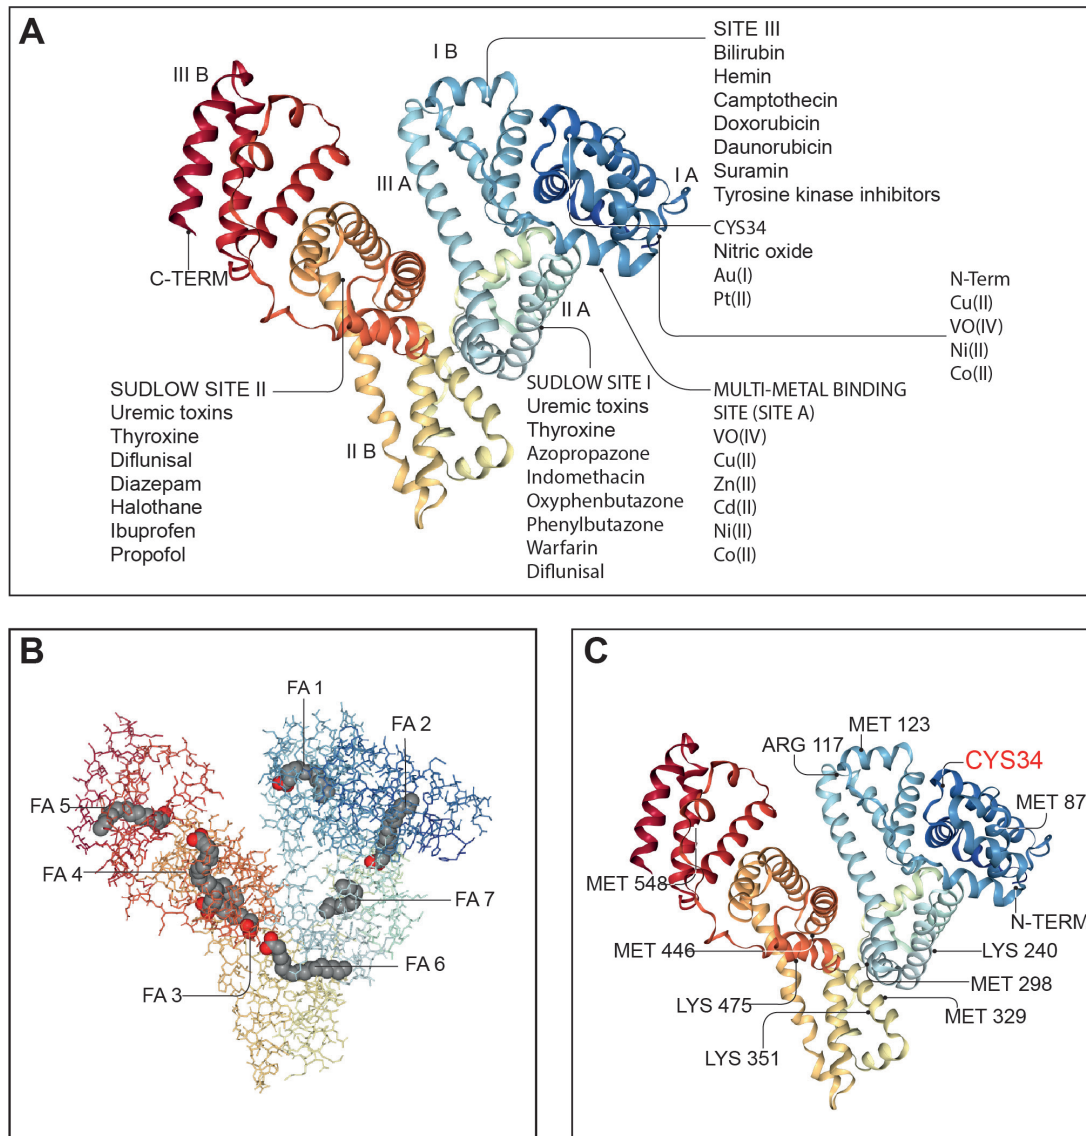 A
I B
III B
III A
I A
C-TERM
II A
II B
SITE III
Bilirubin
Hemin
Camptothecin
Doxorubicin
Daunorubicin
Suramin
Tyrosine kinase inhibitors
CYS34
Nitric oxide
Au(I)
Pt(II)
N-Term
Cu(II)
VO(IV)
Ni(II)
Co(II)
SUDLOW SITE II
Uremic toxins
Thyroxine
Diflunisal
Diazepam
Halothane
Ibuprofen
Propofol
SUDLOW SITE I
Uremic toxins
Thyroxine
Azopropazone
Indomethacin
Oxyphenbutazone
Phenylbutazone
Warfarin
Diflunisal
MULTI-METAL BINDING
SITE (SITE A)
VO(IV)
Cu(II)
Zn(II)
Cd(II)
Ni(II)
Co(II)
B
FA 1
FA 2
FA 5
FA 4
FA 7
FA 6
FA 3
C
MET 123
ARG 117
CYS34
MET 87
MET 548
N-TERM
MET 446
LYS 240
MET 298
LYS 475
MET 329
LYS 351